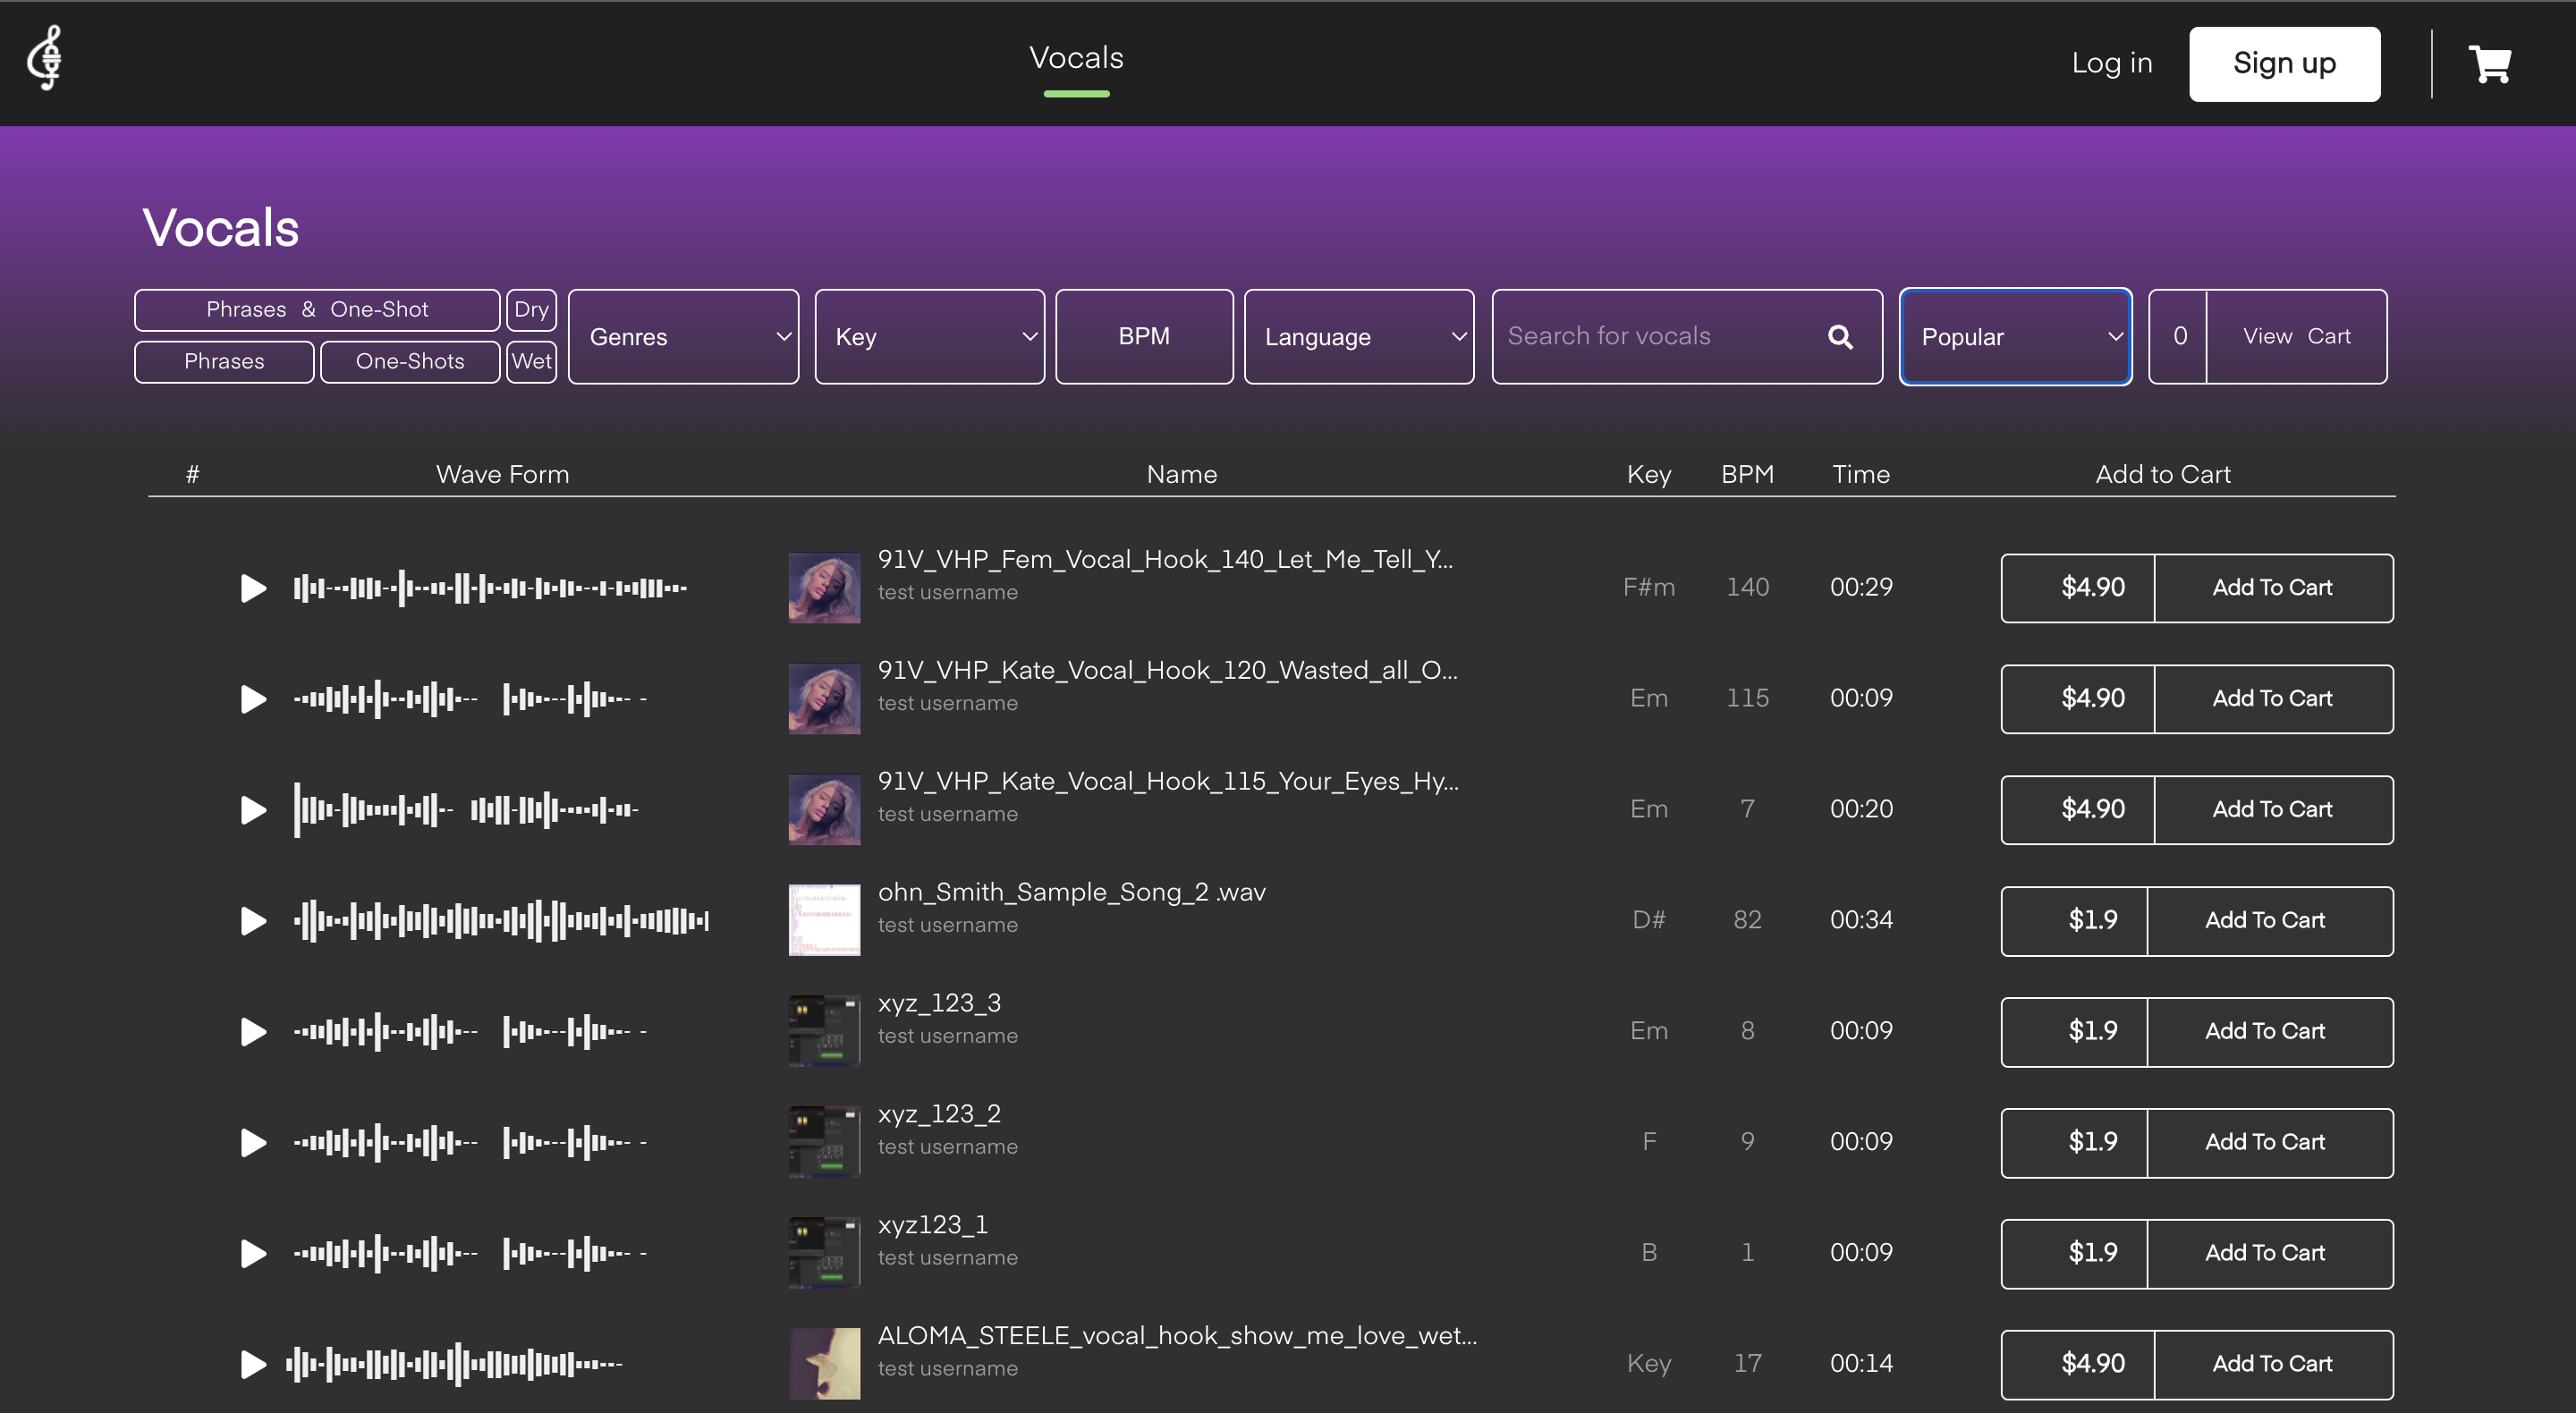 Vocals
Log in
Sign up
Vocals
Phrases & One-Shot
Dry
Phrases
One-Shots
Wet
Genres
Key
BPM
Language
Search for vocals
Popular
0
View Cart
# Wave Form Name Key BPM Time Add to Cart
91V_VHP_Fem_Vocal_Hook_140_Let_Me_Tell_Y...
test username
F#m 140 00:29 $4.90 Add To Cart
91V_VHP_Kate_Vocal_Hook_120_Wasted_all_O...
test username
Em 115 00:09 $4.90 Add To Cart
91V_VHP_Kate_Vocal_Hook_115_Your_Eyes_Hy...
test username
Em 7 00:20 $4.90 Add To Cart
ohn_Smith_Sample_Song_2 .wav
test username
D# 82 00:34 $1.9 Add To Cart
xyz_123_3
test username
Em 8 00:09 $1.9 Add To Cart
xyz_123_2
test username
F 9 00:09 $1.9 Add To Cart
xyz123_1
test username
B 1 00:09 $1.9 Add To Cart
ALOMA_STEELE_vocal_hook_show_me_love_wet...
test username
Key 17 00:14 $4.90 Add To Cart